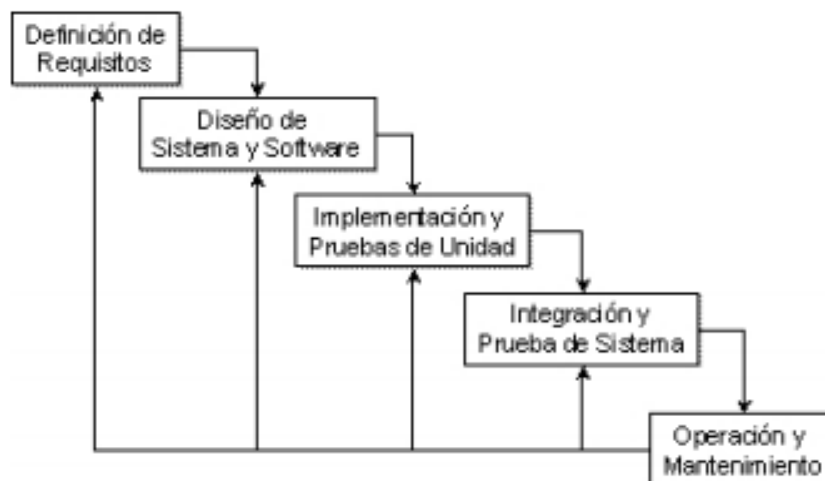 Definición de
Requisitos
Diseño de
Sistema y Software
Implementación y
Pruebas de Unidad
Integración y
Prueba de Sistema
Operación y
Mantenimiento